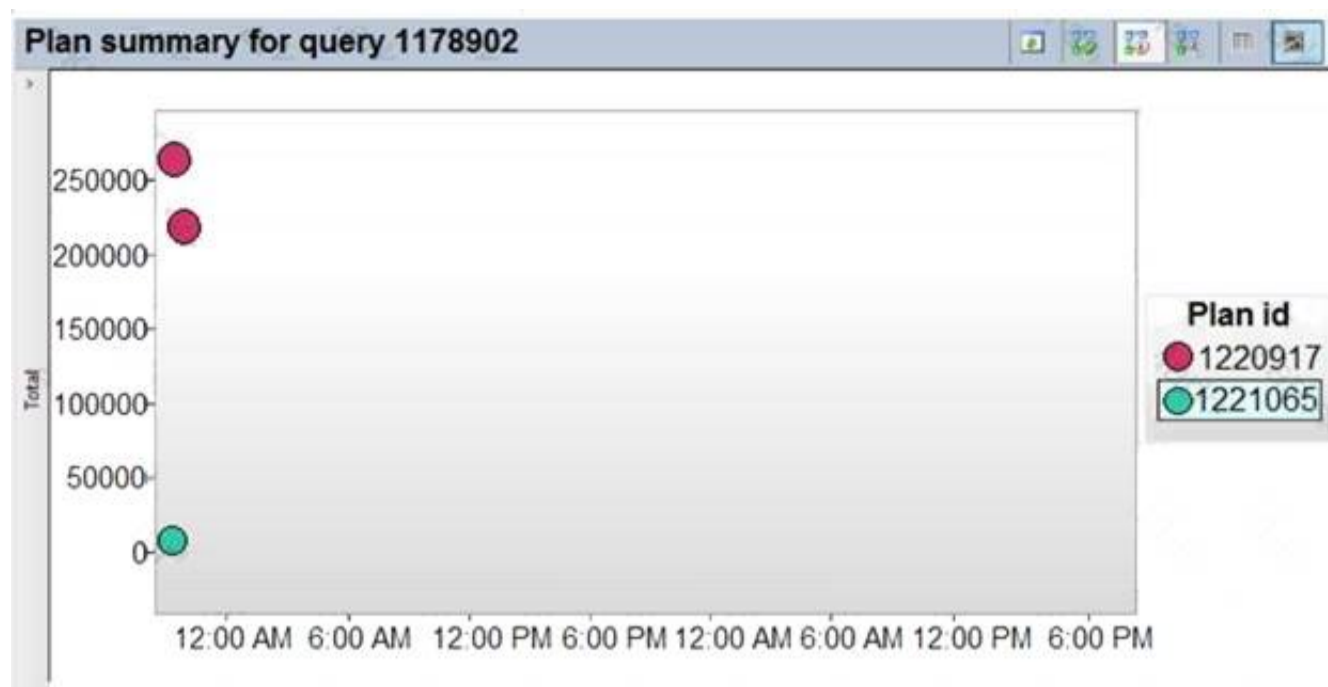 Plan summary for query 1178902
250000
200000
150000
100000
50000
0
Total
12:00 AM 6:00 AM 12:00 PM 6:00 PM 12:00 AM 6:00 AM 12:00 PM 6:00 PM
Plan id
1220917
1221065